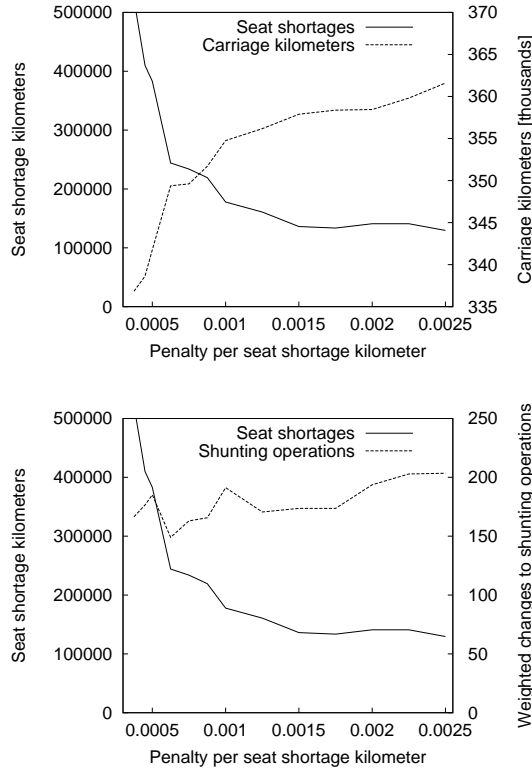 500000
400000
300000
200000
100000
0
370
365
360
355
350
345
340
335
Seat shortages
Carriage kilometers
Seat shortage kilometers
Carriage kilometers [thousands]
0.0005 0.001 0.0015 0.002 0.0025
Penalty per seat shortage kilometer
500000
400000
300000
200000
100000
0
250
200
150
100
50
0
Seat shortages
Shunting operations
Seat shortage kilometers
Weighted changes to shunting operations
0.0005 0.001 0.0015 0.002 0.0025
Penalty per seat shortage kilometer